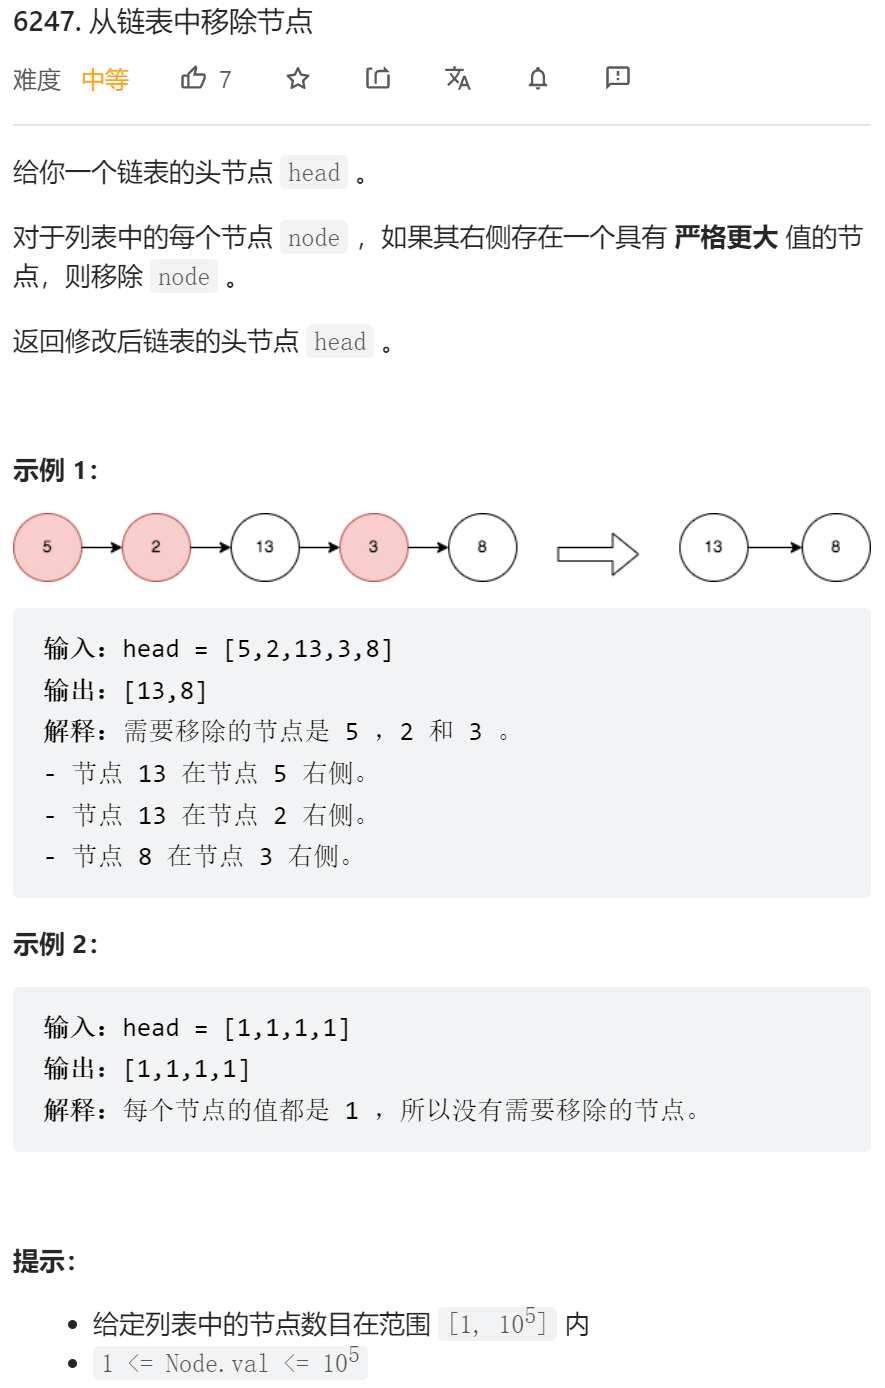 6247. 从链表中移除节点
难度 中等 7
给你一个链表的头节点 head 。
对于列表中的每个节点 node ，如果其右侧存在一个具有 严格更大 值的节
点，则移除 node 。
返回修改后链表的头节点 head 。
示例 1：
5 2 13 3 8 13 8
输入：head = [5,2,13,3,8]
输出：[13,8]
解释：需要移除的节点是 5 ，2 和 3 。
- 节点 13 在节点 5 右侧。
- 节点 13 在节点 2 右侧。
- 节点 8 在节点 3 右侧。
示例 2：
输入：head = [1,1,1,1]
输出：[1,1,1,1]
解释：每个节点的值都是 1 ，所以没有需要移除的节点。
提示：
• 给定列表中的节点数目在范围 [1, 10⁵] 内
• 1 <= Node.val <= 10⁵